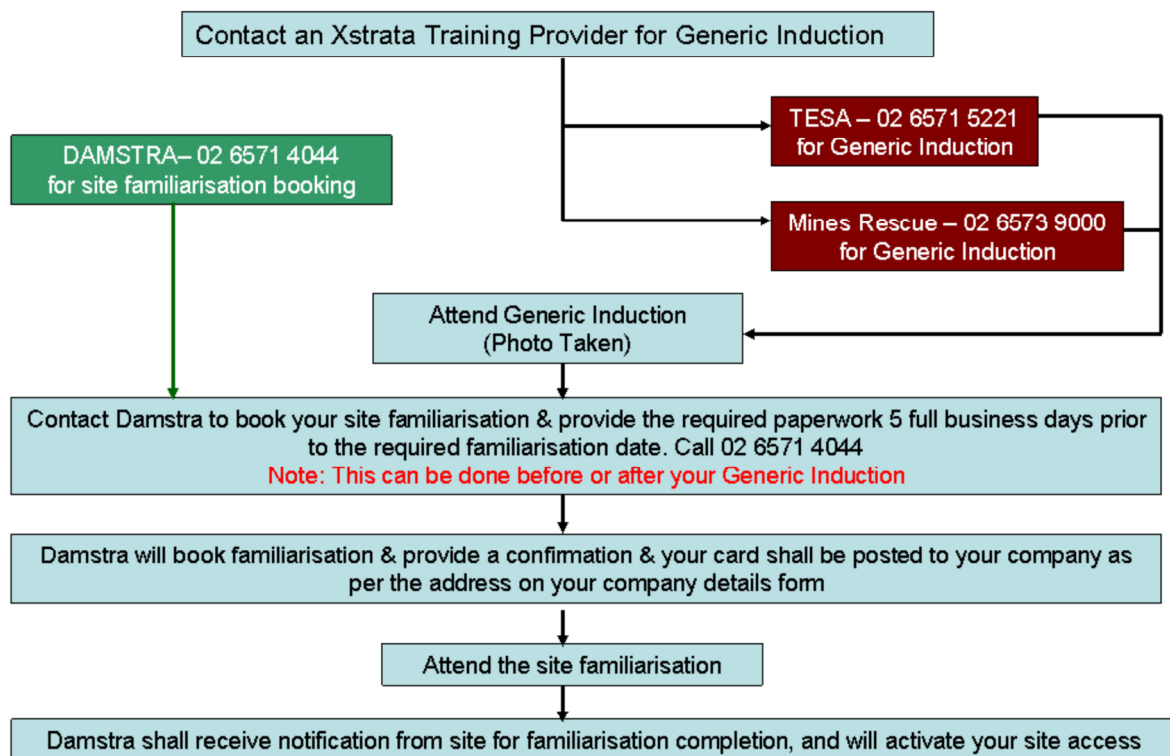 Contact an Xstrata Training Provider for Generic Induction
TESA – 02 6571 5221
for Generic Induction
DAMSTRA– 02 6571 4044
for site familiarisation booking
Mines Rescue – 02 6573 9000
for Generic Induction
Attend Generic Induction
(Photo Taken)
Contact Damstra to book your site familiarisation & provide the required paperwork 5 full business days prior
to the required familiarisation date. Call 02 6571 4044
Note: This can be done before or after your Generic Induction
Damstra will book familiarisation & provide a confirmation & your card shall be posted to your company as
per the address on your company details form
Attend the site familiarisation
Damstra shall receive notification from site for familiarisation completion, and will activate your site access